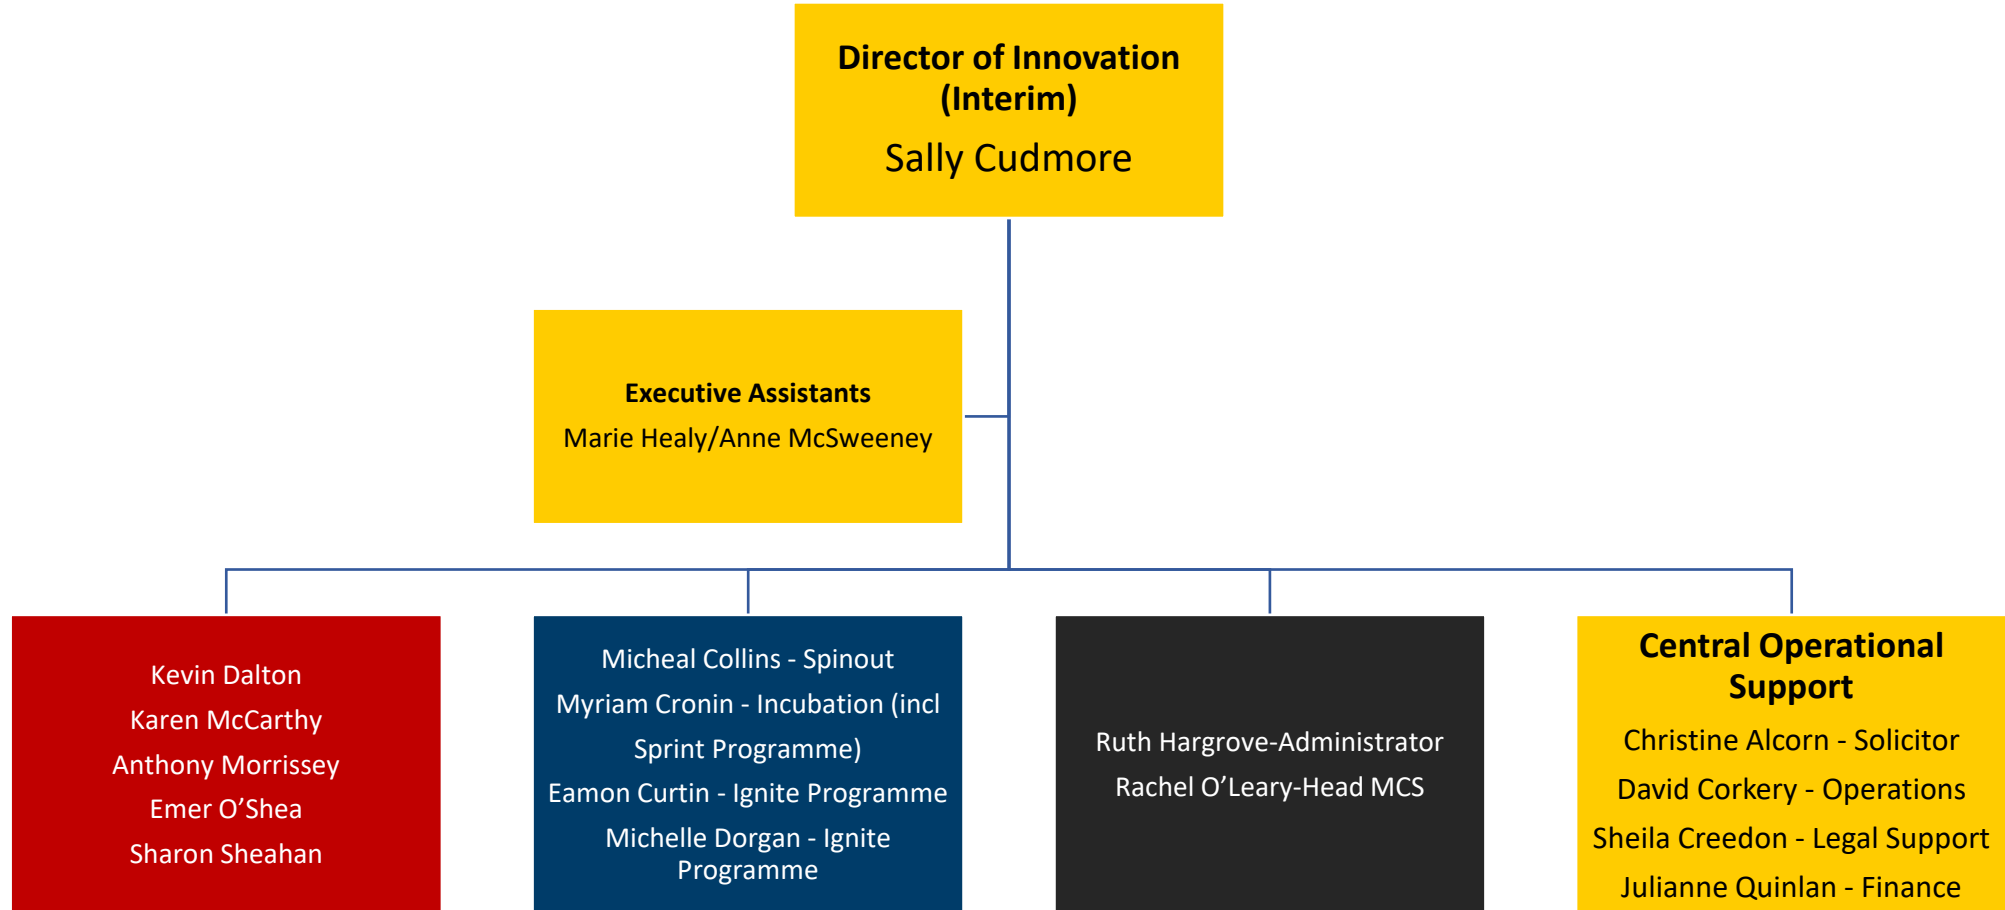 Director of Innovation
(Interim)
Sally Cudmore
Executive Assistants
Marie Healy/Anne McSweeney
Kevin Dalton
Karen McCarthy
Anthony Morrissey
Emer O’Shea
Sharon Sheahan
Micheal Collins - Spinout
Myriam Cronin - Incubation (incl
Sprint Programme)
Eamon Curtin - Ignite Programme
Michelle Dorgan - Ignite
Programme
Ruth Hargrove-Administrator
Rachel O’Leary-Head MCS
Central Operational
Support
Christine Alcorn - Solicitor
David Corkery - Operations
Sheila Creedon - Legal Support
Julianne Quinlan - Finance